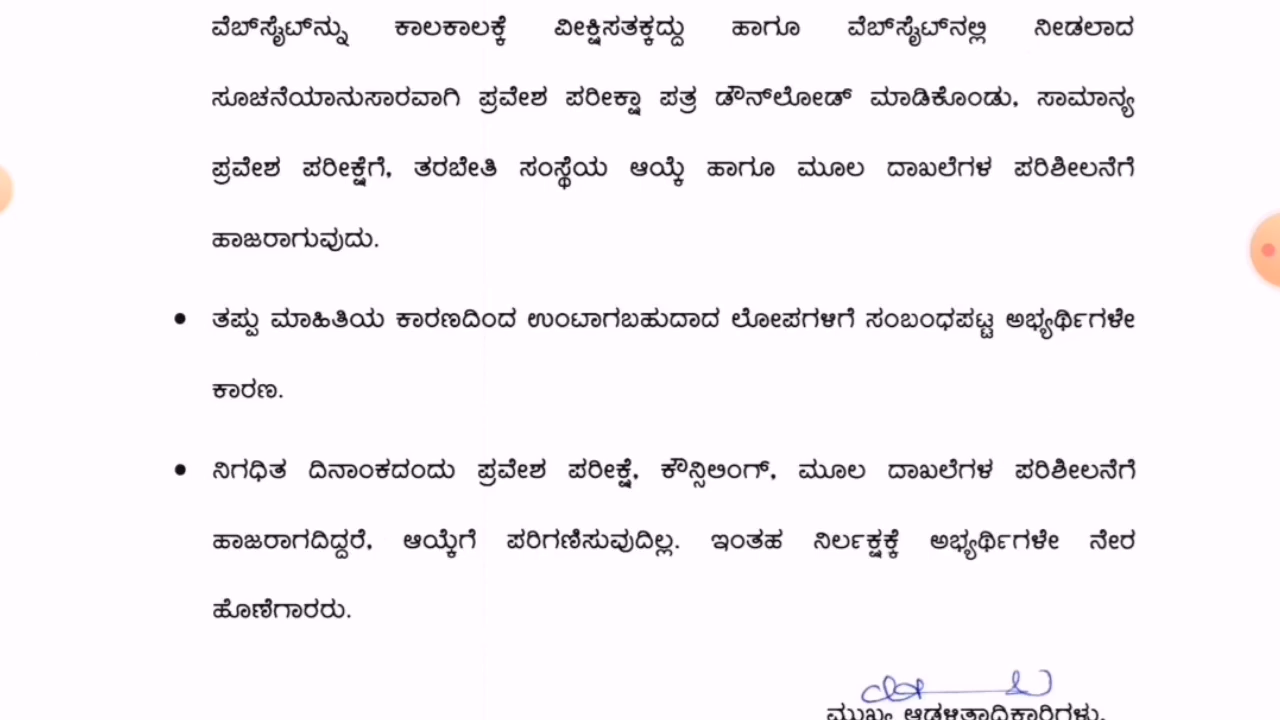 ವೆಬ್‌ಸೈಟ್‌ನ್ನು ಕಾಲಕಾಲಕ್ಕೆ ವೀಕ್ಷಿಸತಕ್ಕದ್ದು ಹಾಗೂ ವೆಬ್‌ಸೈಟ್‌ನಲ್ಲಿ ನೀಡಲಾದ
ಸೂಚನೆಯಾನುಸಾರವಾಗಿ ಪ್ರವೇಶ ಪರೀಕ್ಷಾ ಪತ್ರ ಡೌನ್‌ಲೋಡ್ ಮಾಡಿಕೊಂಡು, ಸಾಮಾನ್ಯ
ಪ್ರವೇಶ ಪರೀಕ್ಷೆಗೆ, ತರಬೇತಿ ಸಂಸ್ಥೆಯ ಆಯ್ಕೆ ಹಾಗೂ ಮೂಲ ದಾಖಲೆಗಳ ಪರಿಶೀಲನೆಗೆ
ಹಾಜರಾಗುವುದು.
• ತಪ್ಪು ಮಾಹಿತಿಯ ಕಾರಣದಿಂದ ಉಂಟಾಗಬಹುದಾದ ಲೋಪಗಳಿಗೆ ಸಂಬಂಧಪಟ್ಟ ಅಭ್ಯರ್ಥಿಗಳೇ
ಕಾರಣ.
• ನಿಗಧಿತ ದಿನಾಂಕದಂದು ಪ್ರವೇಶ ಪರೀಕ್ಷೆ, ಕೌನ್ಸಿಲಿಂಗ್, ಮೂಲ ದಾಖಲೆಗಳ ಪರಿಶೀಲನೆಗೆ
ಹಾಜರಾಗದಿದ್ದರೆ, ಆಯ್ಕೆಗೆ ಪರಿಗಣಿಸುವುದಿಲ್ಲ. ಇಂತಹ ನಿರ್ಲಕ್ಷಕ್ಕೆ ಅಭ್ಯರ್ಥಿಗಳೇ ನೇರ
ಹೊಣೆಗಾರರು.
ಮುಖ್ಯ ಆಡಳಿತಾಧಿಕಾರಿಗಳು,